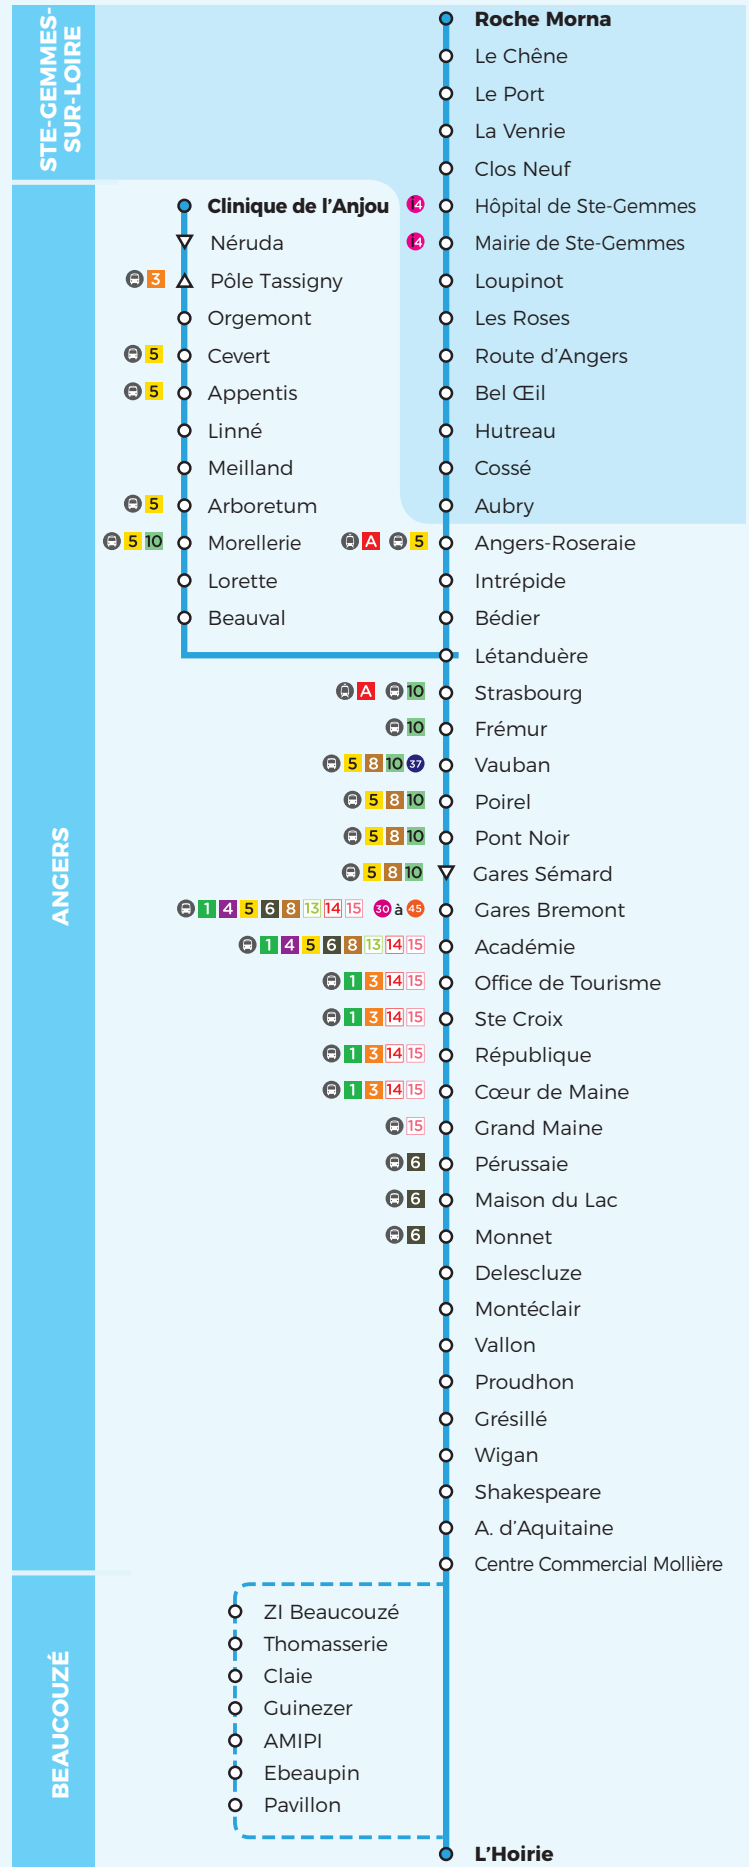 STE-GEMMES-
SUR-LOIRE
Roche Morna
Le Chêne
Le Port
La Venrie
Clos Neuf
i4 Hôpital de Ste-Gemmes
i4 Mairie de Ste-Gemmes
Loupinot
Les Roses
Route d'Angers
Bel Œil
Hutreau
Cossé
Aubry
ANGERS
Clinique de l'Anjou
Néruda
3 Pôle Tassigny
Orgemont
5 Cevert
5 Appentis
Linné
Meilland
5 Arboretum
5 10 Morellerie
Lorette
Beauval
A 5 Angers-Roseraie
Intrépide
Bédier
Létanduère
A 10 Strasbourg
10 Frémur
5 8 10 37 Vauban
5 8 10 Poirel
5 8 10 Pont Noir
5 8 10 Gares Sémard
1 4 5 6 8 13 14 15 30 à 45 Gares Bremont
1 4 5 6 8 13 14 15 Académie
1 3 14 15 Office de Tourisme
1 3 14 15 Ste Croix
1 3 14 15 République
1 3 14 15 Cœur de Maine
15 Grand Maine
6 Pérussaie
6 Maison du Lac
6 Monnet
Delescluze
Montéclair
Vallon
Proudhon
Grésillé
Wigan
Shakespeare
A. d'Aquitaine
Centre Commercial Mollière
BEAUCOUZÉ
ZI Beaucouzé
Thomasserie
Claie
Guinezer
AMIPI
Ebeaupin
Pavillon
L'Hoirie